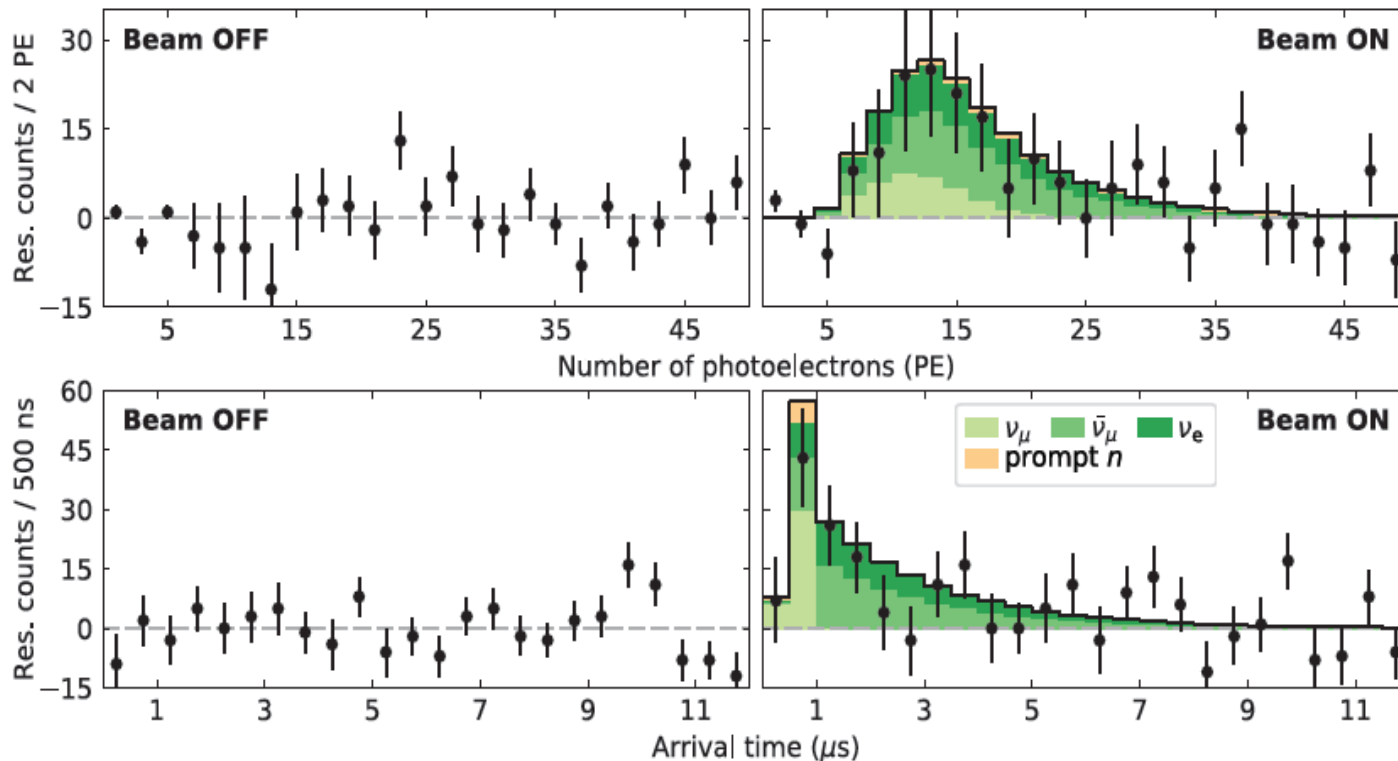 Res. counts / 2 PE
30
15
0
−15
Beam OFF
Beam ON
5 15 25 35 45
5 15 25 35 45
Number of photoelectrons (PE)
Res. counts / 500 ns
60
45
30
15
0
−15
Beam OFF
Beam ON
νμ ν̄μ νe
prompt n
1 3 5 7 9 11
1 3 5 7 9 11
Arrival time (μs)